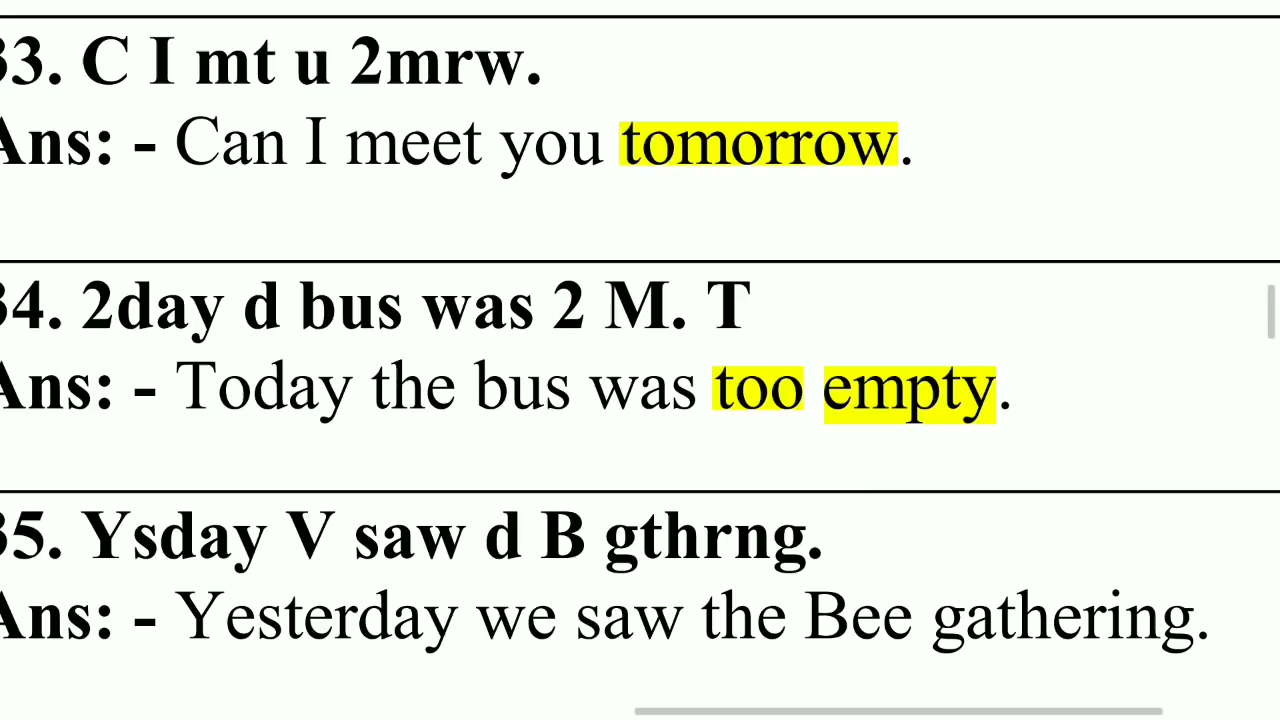 33. C I mt u 2mrw.
Ans: - Can I meet you tomorrow.
34. 2day d bus was 2 M. T
Ans: - Today the bus was too empty.
35. Ysday V saw d B gthrng.
Ans: - Yesterday we saw the Bee gathering.